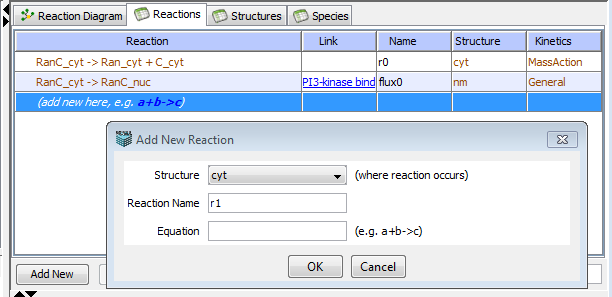 Reaction Diagram Reactions Structures Species
Reaction Link Name Structure Kinetics
RanC_cyt -> Ran_cyt + C_cyt r0 cyt MassAction
RanC_cyt -> RanC_nuc PI3-kinase bind flux0 nm General
(add new here, e.g. a+b->c)
Add New Reaction
Structure cyt (where reaction occurs)
Reaction Name r1
Equation (e.g. a+b->c)
OK Cancel
Add New